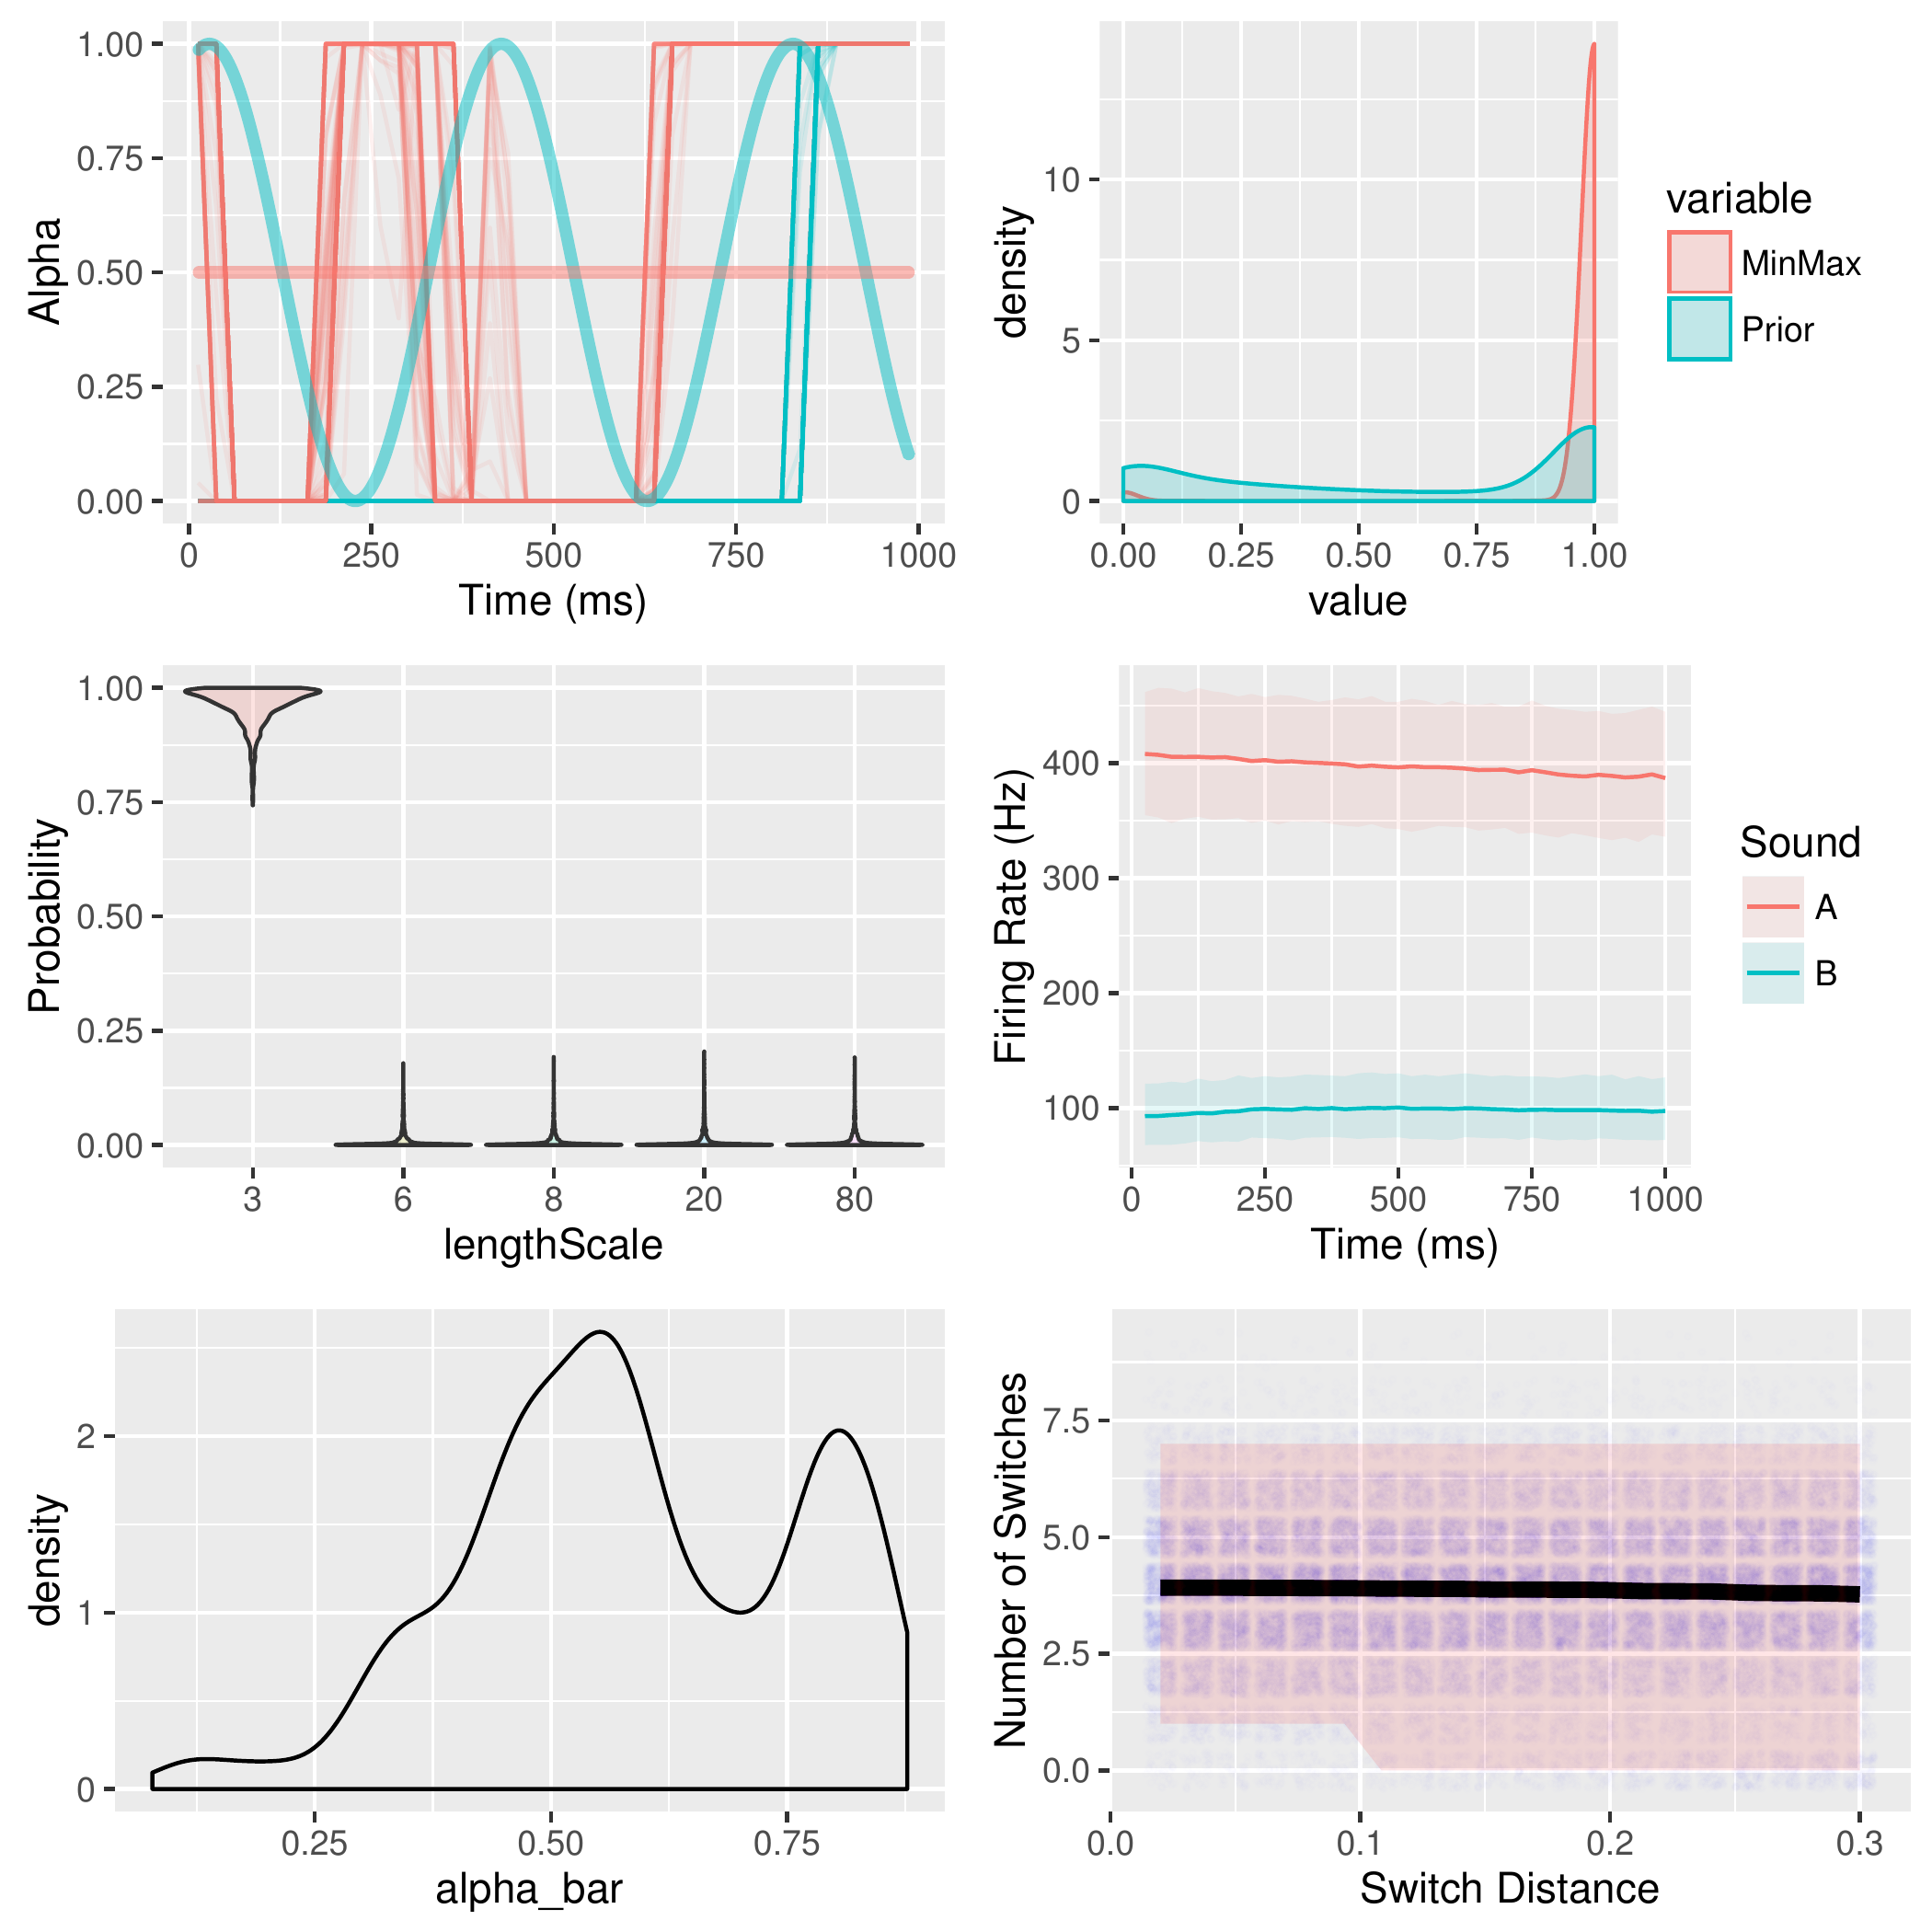 1.00
0.75
0.50
0.25
0.00
Alpha
0 250 500 750 1000
Time (ms)
10
5
0
density
0.00 0.25 0.50 0.75 1.00
value
variable
MinMax
Prior
1.00
0.75
0.50
0.25
0.00
Probability
3 6 8 20 80
lengthScale
400
300
200
100
Firing Rate (Hz)
0 250 500 750 1000
Time (ms)
Sound
A
B
2
1
0
density
0.25 0.50 0.75
alpha_bar
7.5
5.0
2.5
0.0
Number of Switches
0.0 0.1 0.2 0.3
Switch Distance